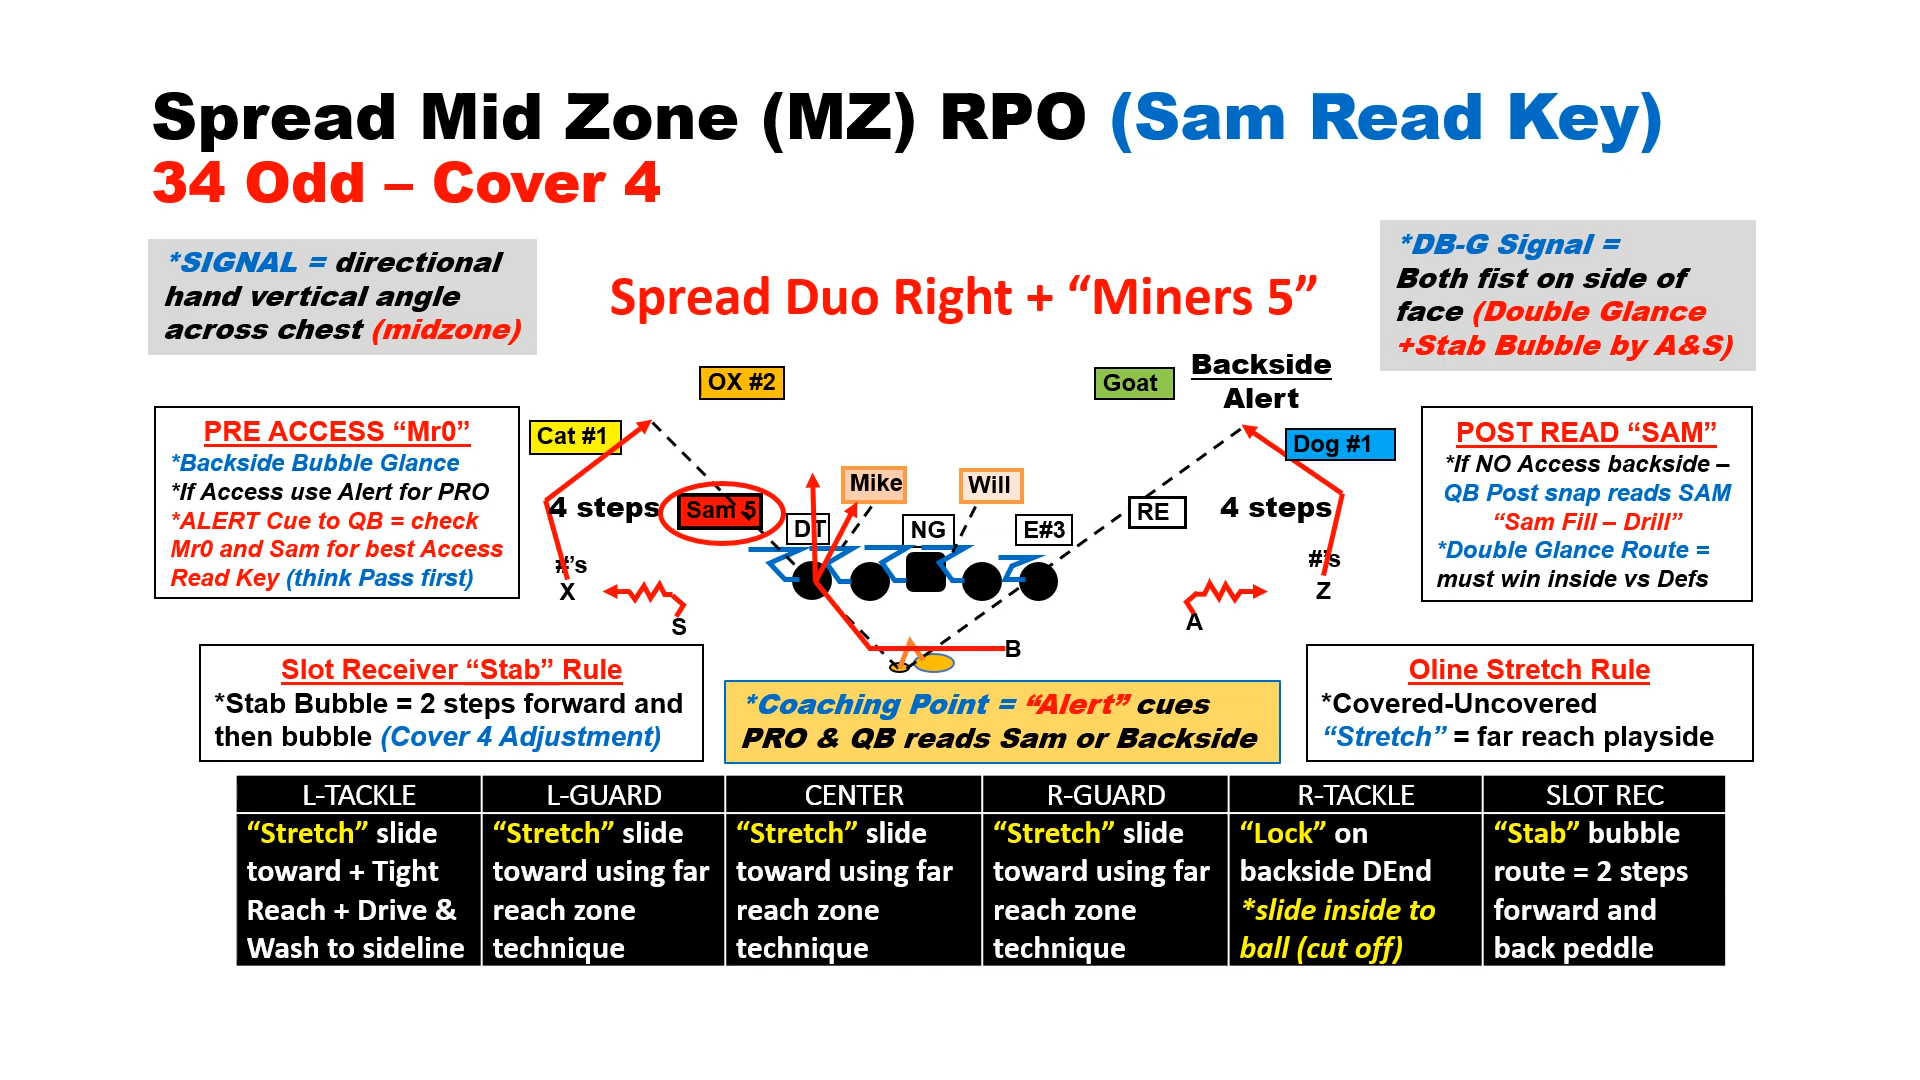 Spread Mid Zone (MZ) RPO (Sam Read Key)
34 Odd – Cover 4
*SIGNAL = directional
hand vertical angle
across chest (midzone)
Spread Duo Right + “Miners 5”
*DB-G Signal =
Both fist on side of
face (Double Glance
+Stab Bubble by A&S)
OX #2
Goat
Backside
Alert
Cat #1
Dog #1
PRE ACCESS “Mr0”
*Backside Bubble Glance
*If Access use Alert for PRO
*ALERT Cue to QB = check
Mr0 and Sam for best Access
Read Key (think Pass first)
POST READ “SAM”
*If NO Access backside –
QB Post snap reads SAM
“Sam Fill – Drill”
*Double Glance Route =
must win inside vs Defs
4 steps
Sam 5
Mike
Will
RE
4 steps
DT
NG
E#3
#’s
#’s
X
Z
S
A
B
Slot Receiver “Stab” Rule
*Stab Bubble = 2 steps forward and
then bubble (Cover 4 Adjustment)
*Coaching Point = “Alert” cues
PRO & QB reads Sam or Backside
Oline Stretch Rule
*Covered-Uncovered
“Stretch” = far reach playside
L-TACKLE
“Stretch” slide
toward + Tight
Reach + Drive &
Wash to sideline
L-GUARD
“Stretch” slide
toward using far
reach zone
technique
CENTER
“Stretch” slide
toward using far
reach zone
technique
R-GUARD
“Stretch” slide
toward using far
reach zone
technique
R-TACKLE
“Lock” on
backside DEnd
*slide inside to
ball (cut off)
SLOT REC
“Stab” bubble
route = 2 steps
forward and
back peddle